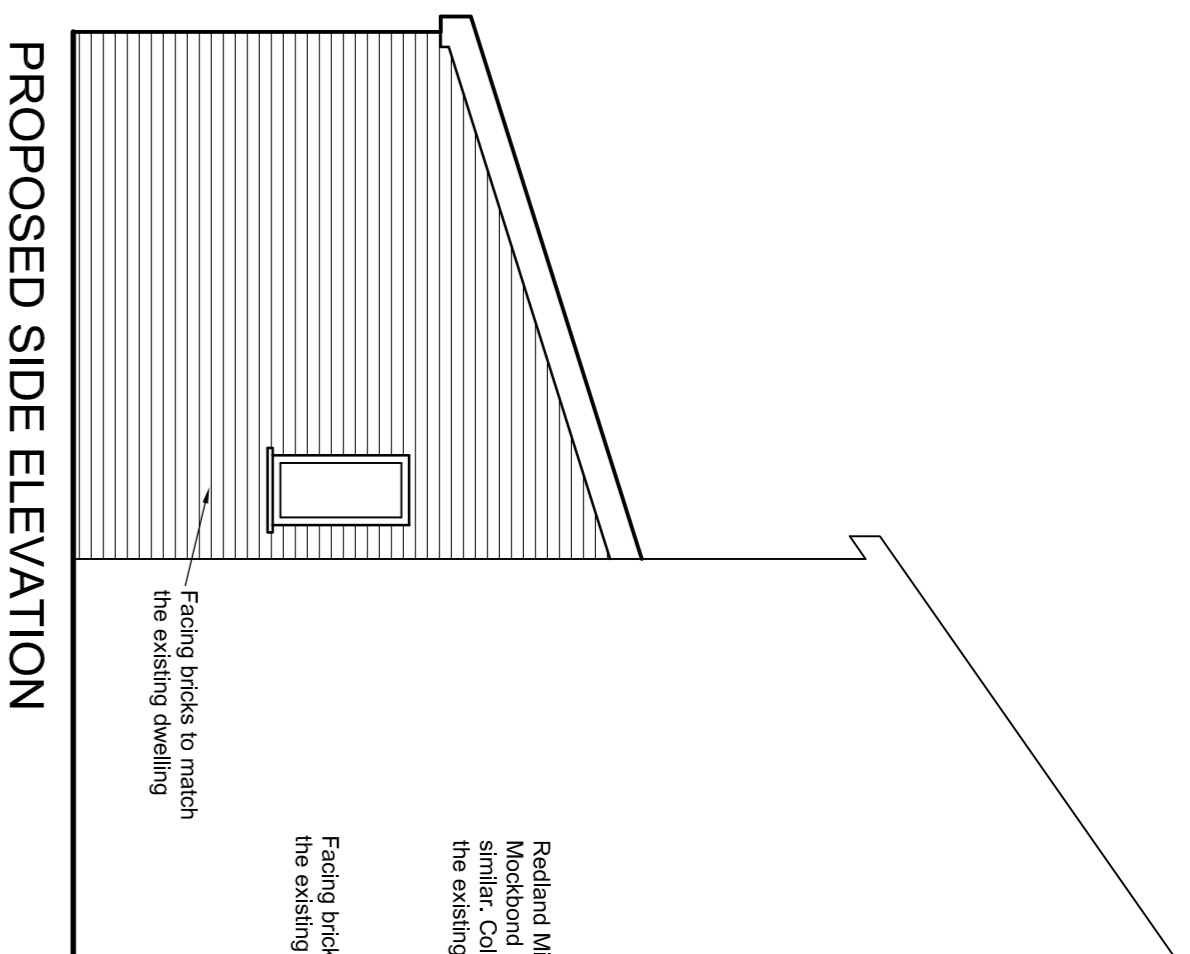 PROPOSED SIDE ELEVATION
Facing bricks to match
the existing dwelling
Redland Mi
Mockbond
similar. Col
the existing
Facing brick
the existing